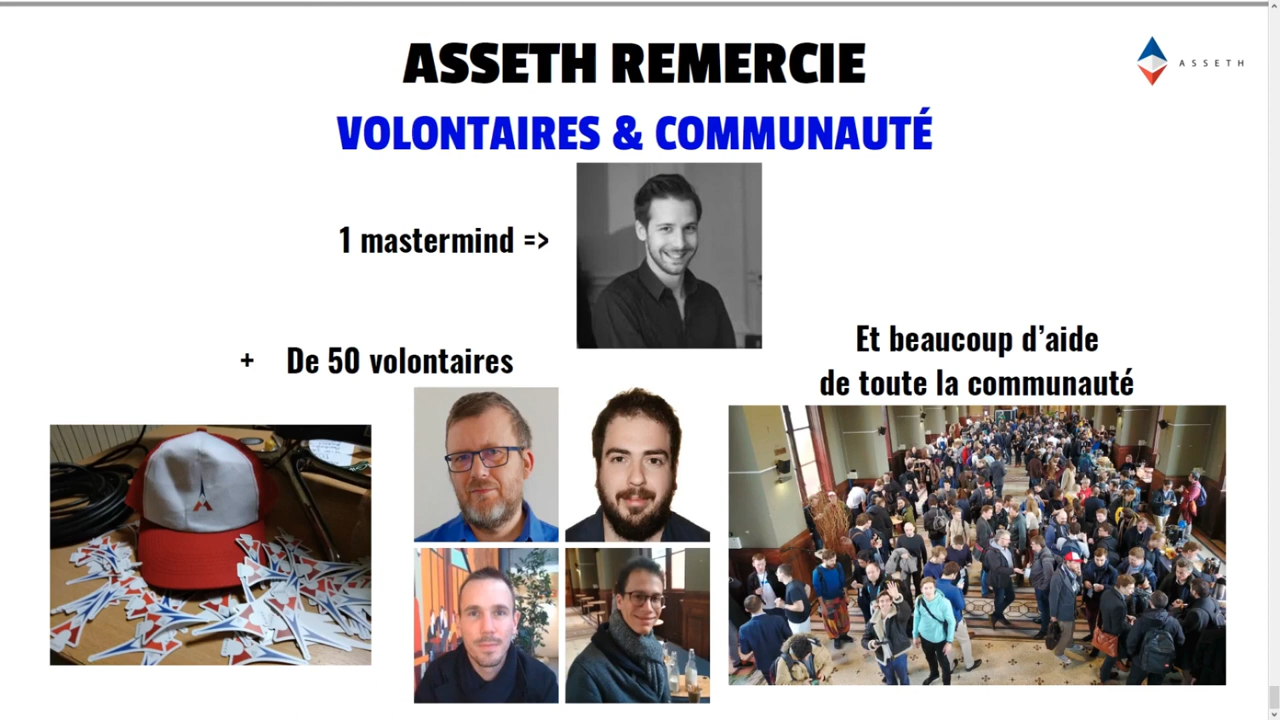 ASSETH REMERCIE
ASSETH
VOLONTAIRES & COMMUNAUTÉ
1 mastermind =>
+ De 50 volontaires
Et beaucoup d’aide
de toute la communauté